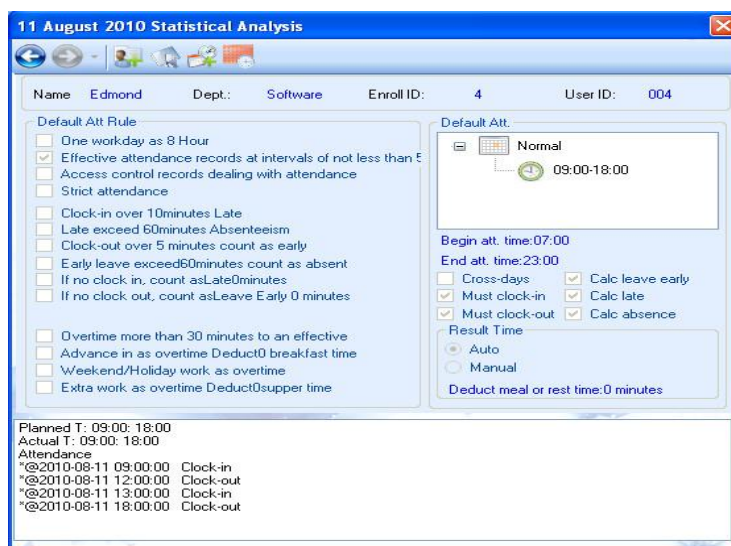 11 August 2010 Statistical Analysis
Name Edmond Dept.: Software Enroll ID: 4 User ID: 004
Default Att Rule
One workday as 8 Hour
Effective attendance records at intervals of not less than 5
Access control records dealing with attendance
Strict attendance
Clock-in over 10minutes Late
Late exceed 60minutes Absenteeism
Clock-out over 5 minutes count as early
Early leave exceed60minutes count as absent
If no clock in, count asLate0minutes
If no clock out, count asLeave Early 0 minutes
Overtime more than 30 minutes to an effective
Advance in as overtime Deduct0 breakfast time
Weekend/Holiday work as overtime
Extra work as overtime Deduct0supper time
Default Att.
Normal
09:00-18:00
Begin att. time:07:00
End att. time:23:00
Cross-days Calc leave early
Must clock-in Calc late
Must clock-out Calc absence
Result Time
Auto
Manual
Deduct meal or rest time:0 minutes
Planned T: 09:00: 18:00
Actual T: 09:00: 18:00
Attendance
*@2010-08-11 09:00:00 Clock-in
*@2010-08-11 12:00:00 Clock-out
*@2010-08-11 13:00:00 Clock-in
*@2010-08-11 18:00:00 Clock-out